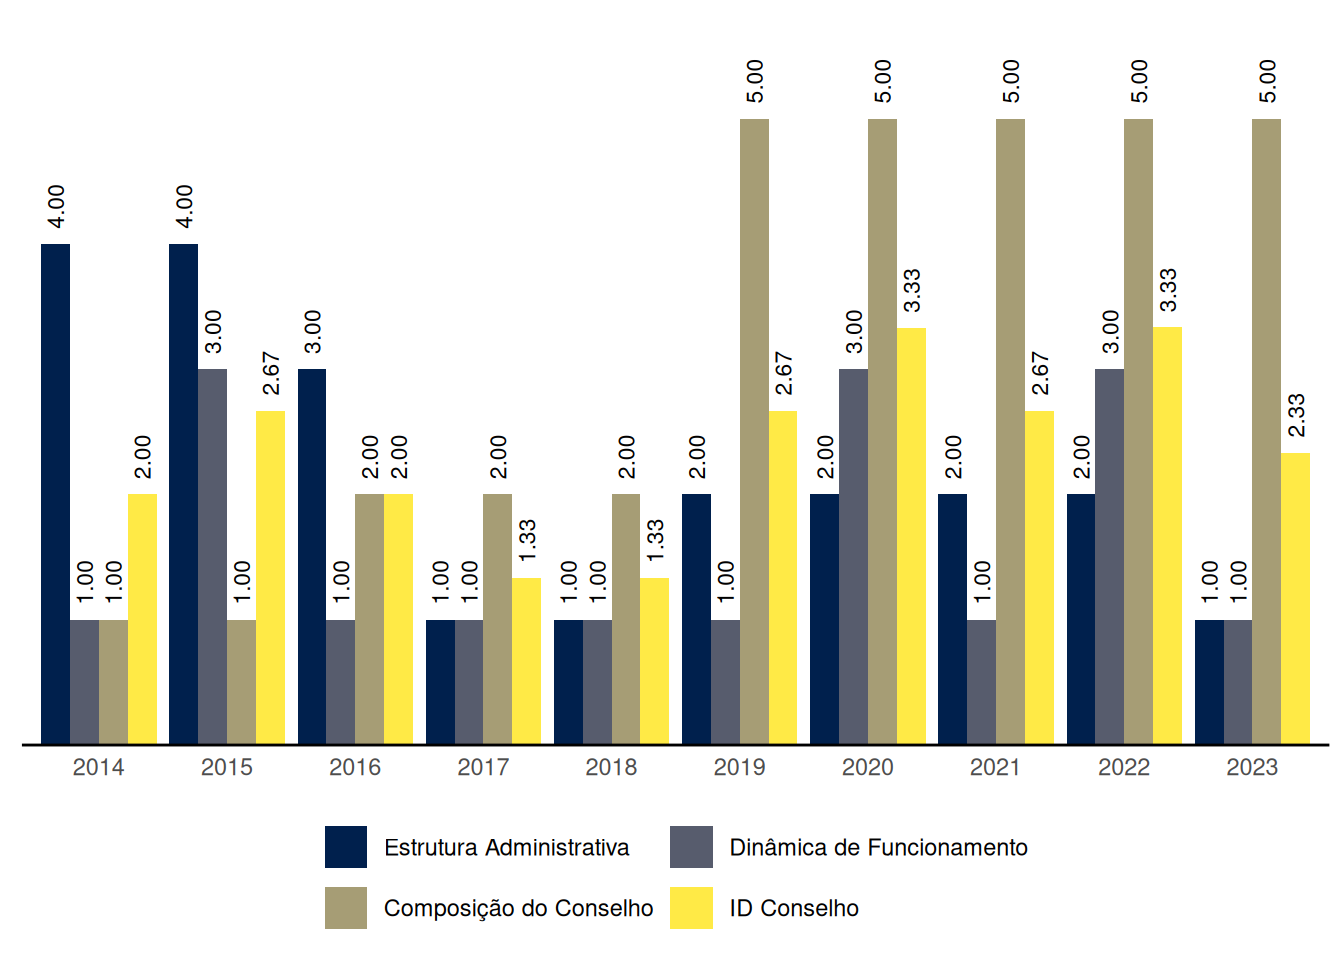 5.00 5.00 5.00 5.00 5.00
4.00 4.00
3.33 3.33
3.00 3.00 3.00 3.00
2.67 2.67 2.67
2.33
2.00 2.00 2.00 2.00 2.00 2.00 2.00 2.00 2.00
1.33 1.33
1.00 1.00 1.00 1.00 1.00 1.00 1.00 1.00 1.00 1.00 1.00 1.00
2014 2015 2016 2017 2018 2019 2020 2021 2022 2023
Estrutura Administrativa Dinâmica de Funcionamento
Composição do Conselho ID Conselho